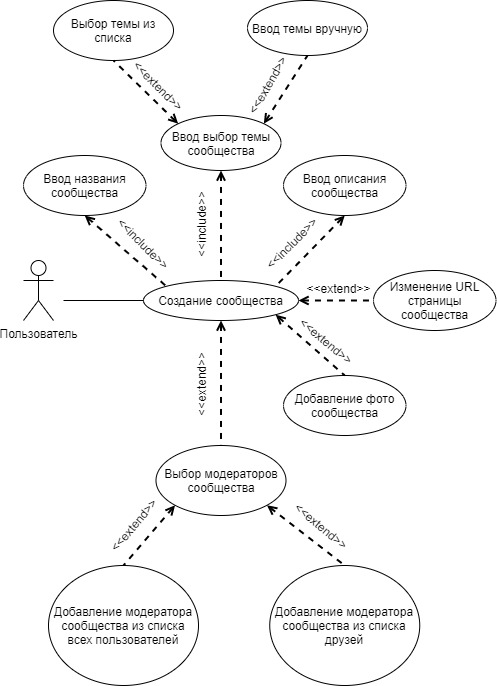 Выбор темы из
списка
Ввод темы вручную
<<extend>>
<<extend>>
Ввод выбор темы
сообщества
Ввод названия
сообщества
Ввод описания
сообщества
<<include>>
<<include>>
<<include>>
Пользователь
Создание сообщества
<<extend>>
Изменение URL
страницы
сообщества
<<extend>>
<<extend>>
Добавление фото
сообщества
Выбор модераторов
сообщества
<<extend>>
<<extend>>
Добавление модератора
сообщества из списка
всех пользователей
Добавление модератора
сообщества из списка
друзей